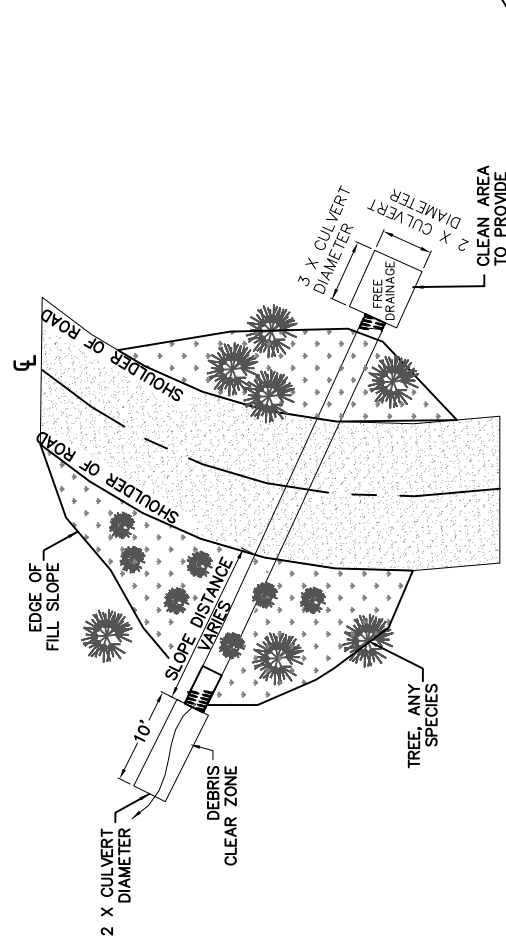 ℄
SHOULDER OF ROAD
SHOULDER OF ROAD
EDGE OF
FILL SLOPE
3 X CULVERT
DIAMETER
2 X CULVERT
DIAMETER
FREE
DRAINAGE
CLEAN AREA
TO PROVIDE
SLOPE DISTANCE
VARIES
10'
2 X CULVERT
DIAMETER
DEBRIS
CLEAR ZONE
TREE, ANY
SPECIES